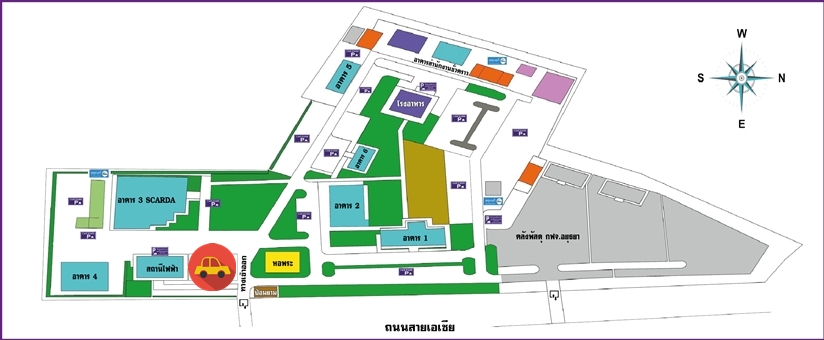 W
S N
E
อาคารสำนักงานชั่วคราว
อาคาร 5
โรงอาหาร
อาคาร 6
อาคาร 3 SCARDA
อาคาร 2
อาคาร 1
คลังพัสดุ กฟจ.อยุธยา
อาคาร 4
สถานีไฟฟ้า
ทางเข้าออก
หอพระ
ป้อมยาม
ถนนสายเอเซีย